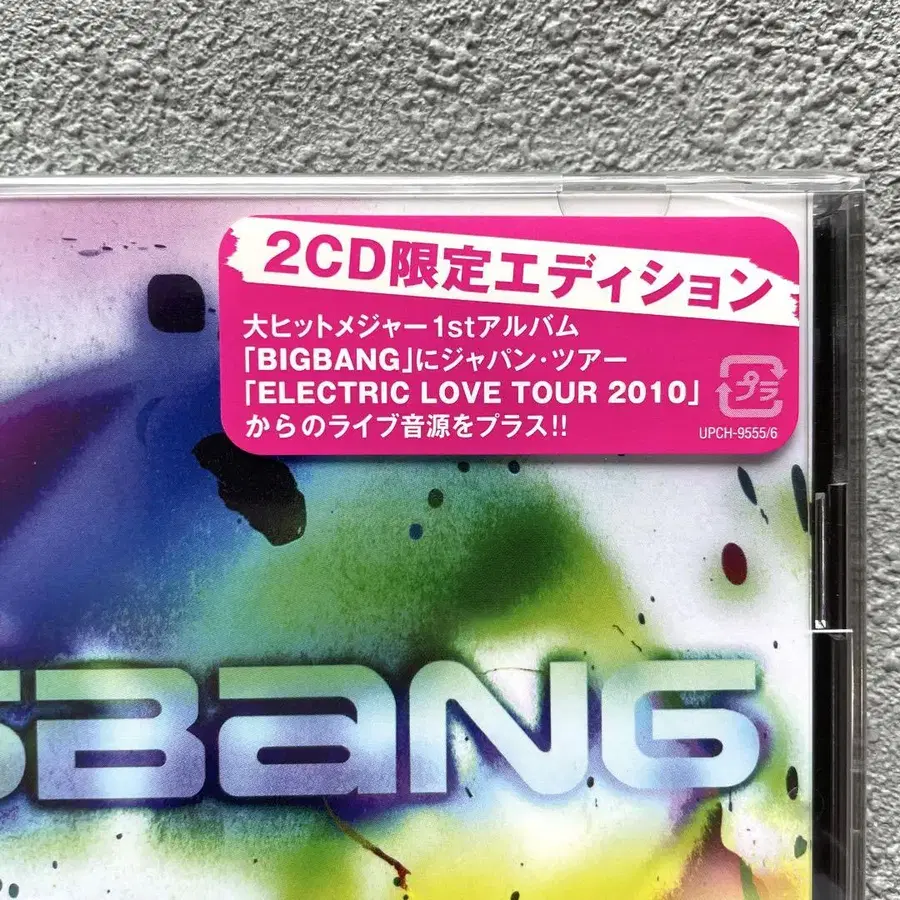 2CD限定エディション
大ヒットメジャー1stアルバム
「BIGBANG」にジャパン・ツアー
「ELECTRIC LOVE TOUR 2010」
からのライブ音源をプラス!!
プラ
UPCH-9555/6
GBANG